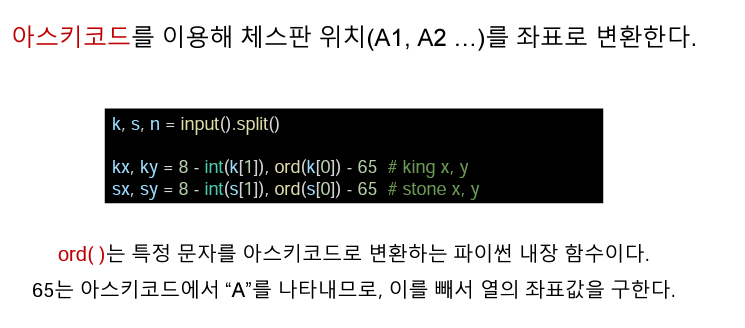 아스키코드를 이용해 체스판 위치(A1, A2 ...)를 좌표로 변환한다.
k, s, n = input().split()
kx, ky = 8 - int(k[1]), ord(k[0]) - 65  # king x, y
sx, sy = 8 - int(s[1]), ord(s[0]) - 65  # stone x, y
ord( )는 특정 문자를 아스키코드로 변환하는 파이썬 내장 함수이다.
65는 아스키코드에서 “A”를 나타내므로, 이를 빼서 열의 좌표값을 구한다.